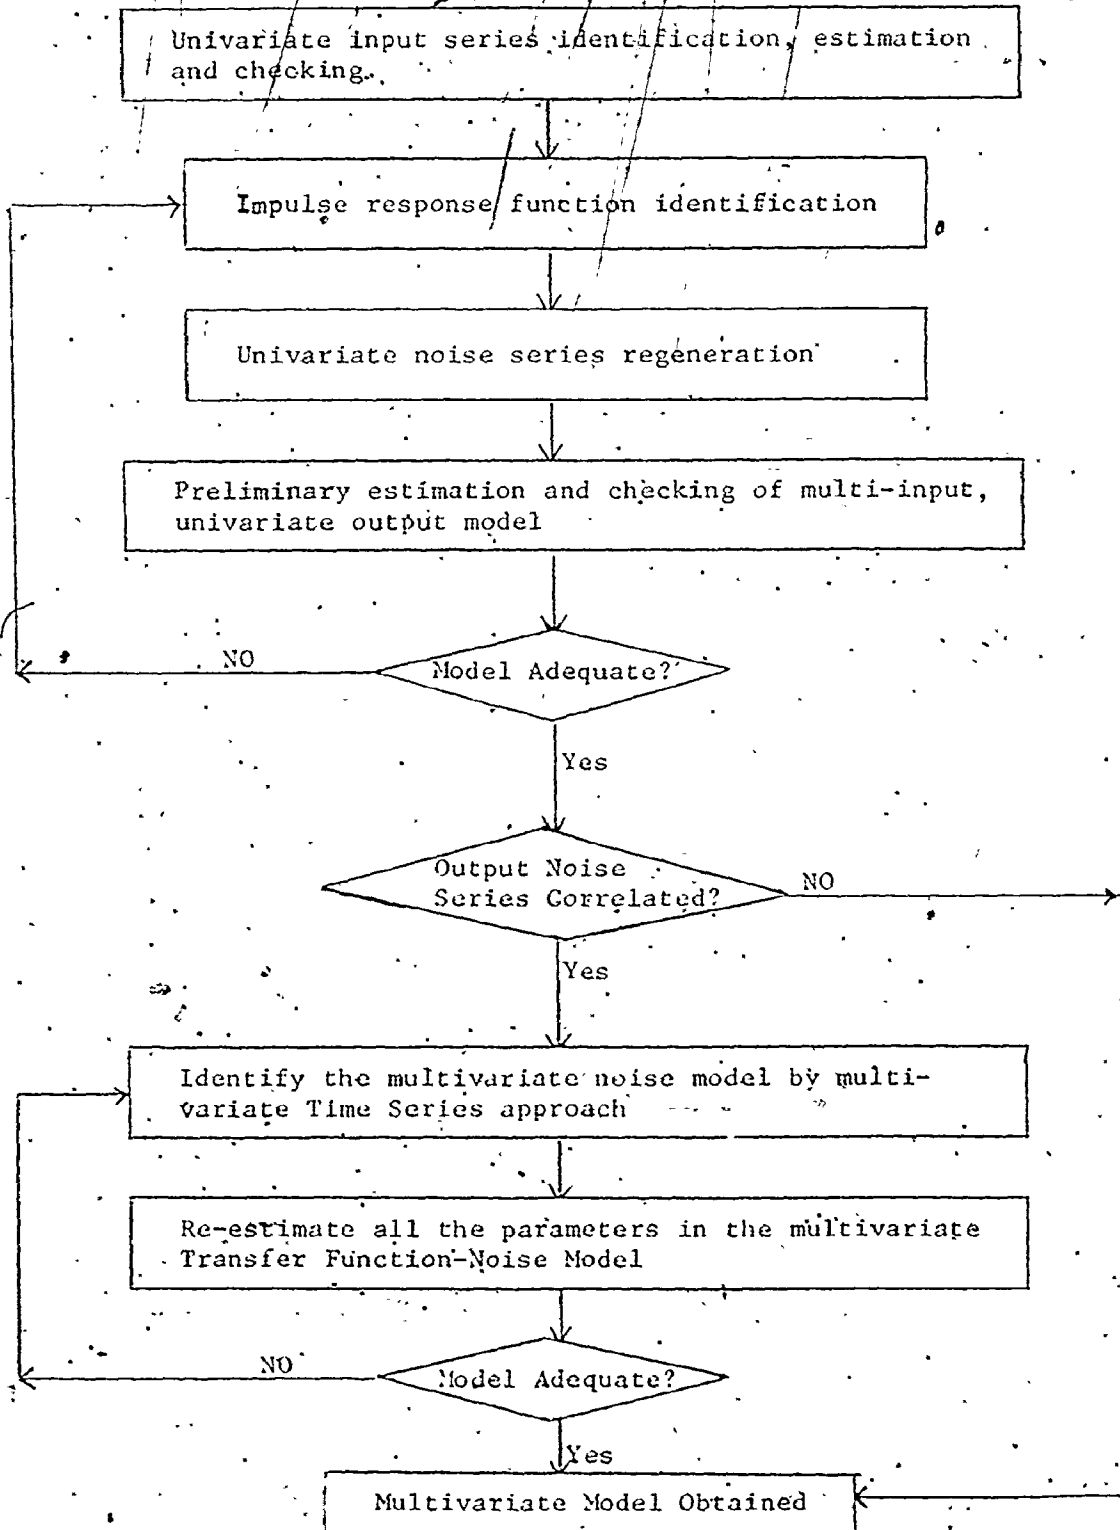 Univariate input series identification, estimation
and checking.
Impulse response function identification
Univariate noise series regeneration
Preliminary estimation and checking of multi-input,
univariate output model
NO
Model Adequate?
Yes
Output Noise
Series Correlated?
NO
Yes
Identify the multivariate noise model by multi-
variate Time Series approach
Re-estimate all the parameters in the multivariate
Transfer Function-Noise Model
NO
Model Adequate?
Yes
Multivariate Model Obtained